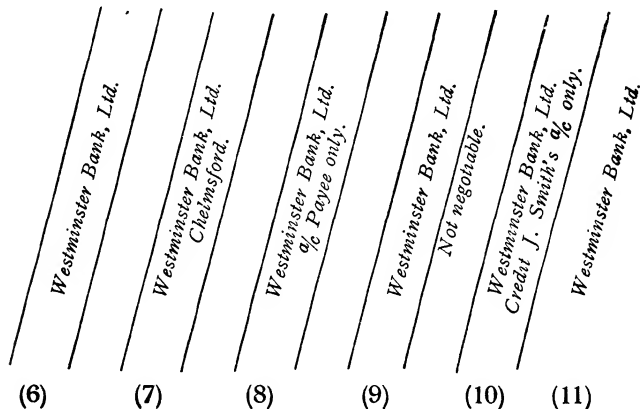 Westminster Bank, Ltd.
Westminster Bank, Ltd.
Chelmsford.
Westminster Bank, Ltd.
a/c Payee only.
Westminster Bank, Ltd.
Not negotiable.
Westminster Bank, Ltd.
Credit J. Smith's a/c only.
Westminster Bank, Ltd.
(6) (7) (8) (9) (10) (11)